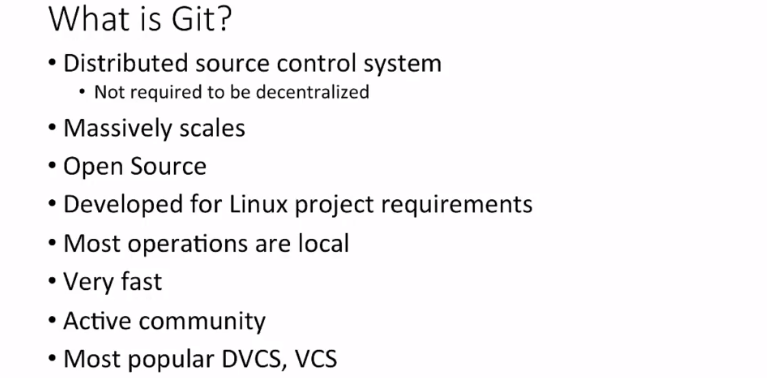 What is Git?
• Distributed source control system
• Not required to be decentralized
• Massively scales
• Open Source
• Developed for Linux project requirements
• Most operations are local
• Very fast
• Active community
• Most popular DVCS, VCS